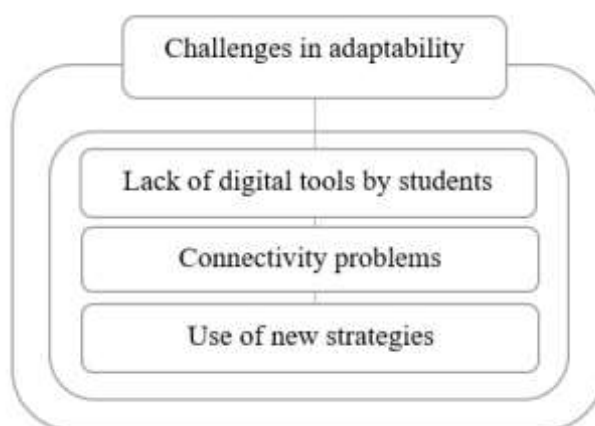 Challenges in adaptability
Lack of digital tools by students
Connectivity problems
Use of new strategies